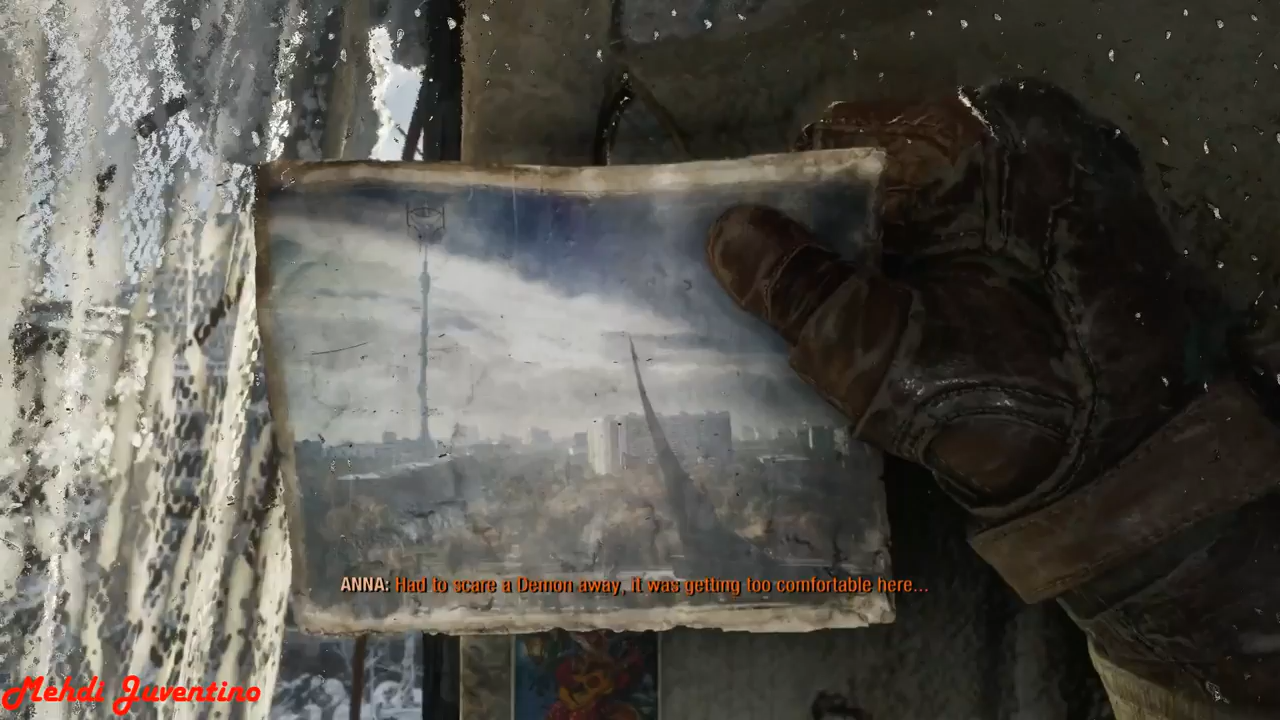 ANNA: Had to scare a Demon away, it was getting too comfortable here...
Mehdi Juventino